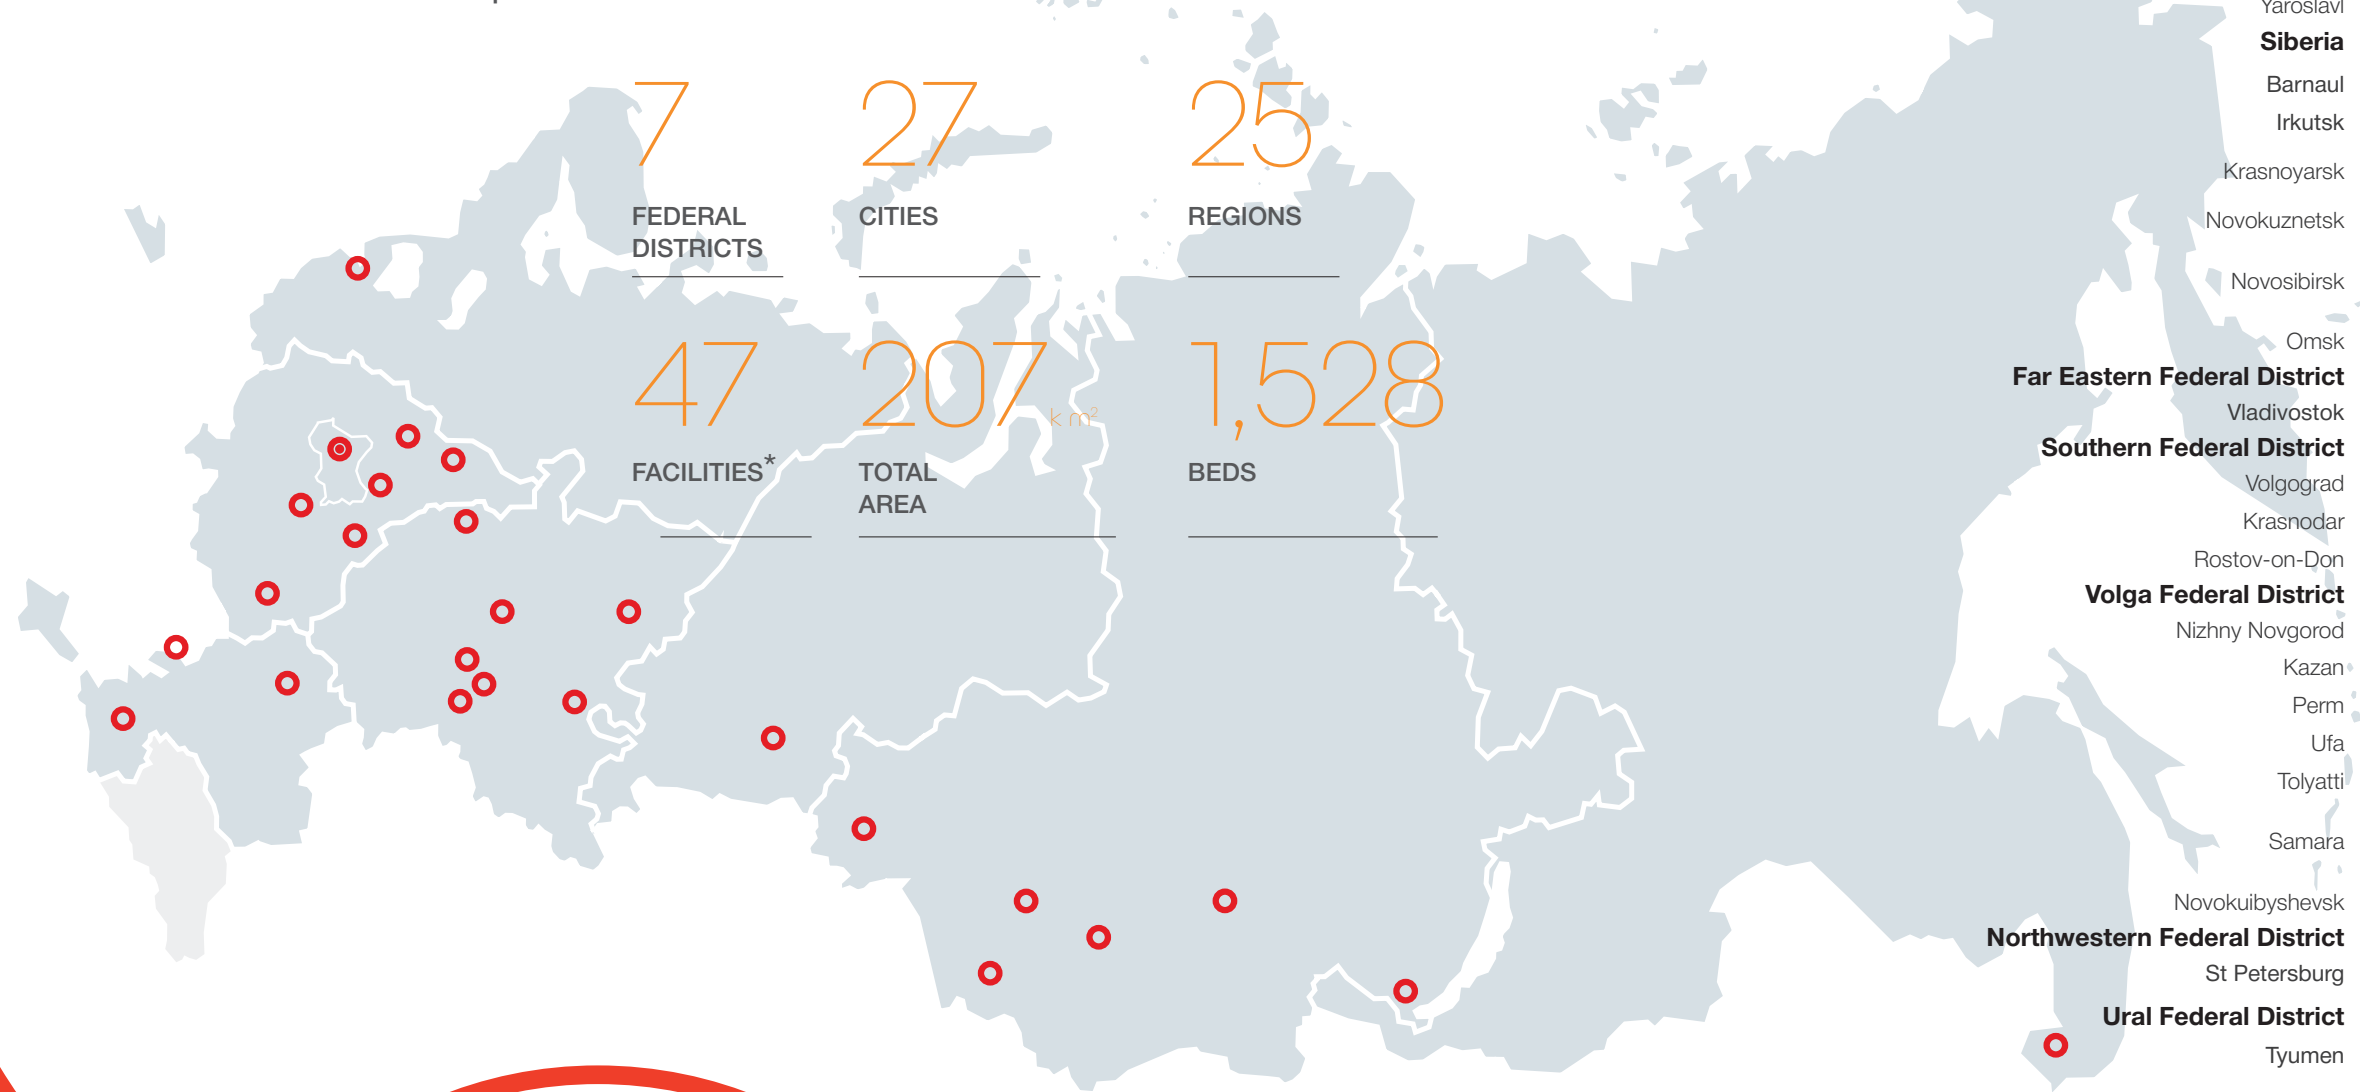 7
FEDERAL
DISTRICTS
27
CITIES
25
REGIONS
47
FACILITIES*
207 km²
TOTAL
AREA
1,528
BEDS
Yaroslavl
Siberia
Barnaul
Irkutsk
Krasnoyarsk
Novokuznetsk
Novosibirsk
Omsk
Far Eastern Federal District
Vladivostok
Southern Federal District
Volgograd
Krasnodar
Rostov-on-Don
Volga Federal District
Nizhny Novgorod
Kazan
Perm
Ufa
Tolyatti
Samara
Novokuibyshevsk
Northwestern Federal District
St Petersburg
Ural Federal District
Tyumen